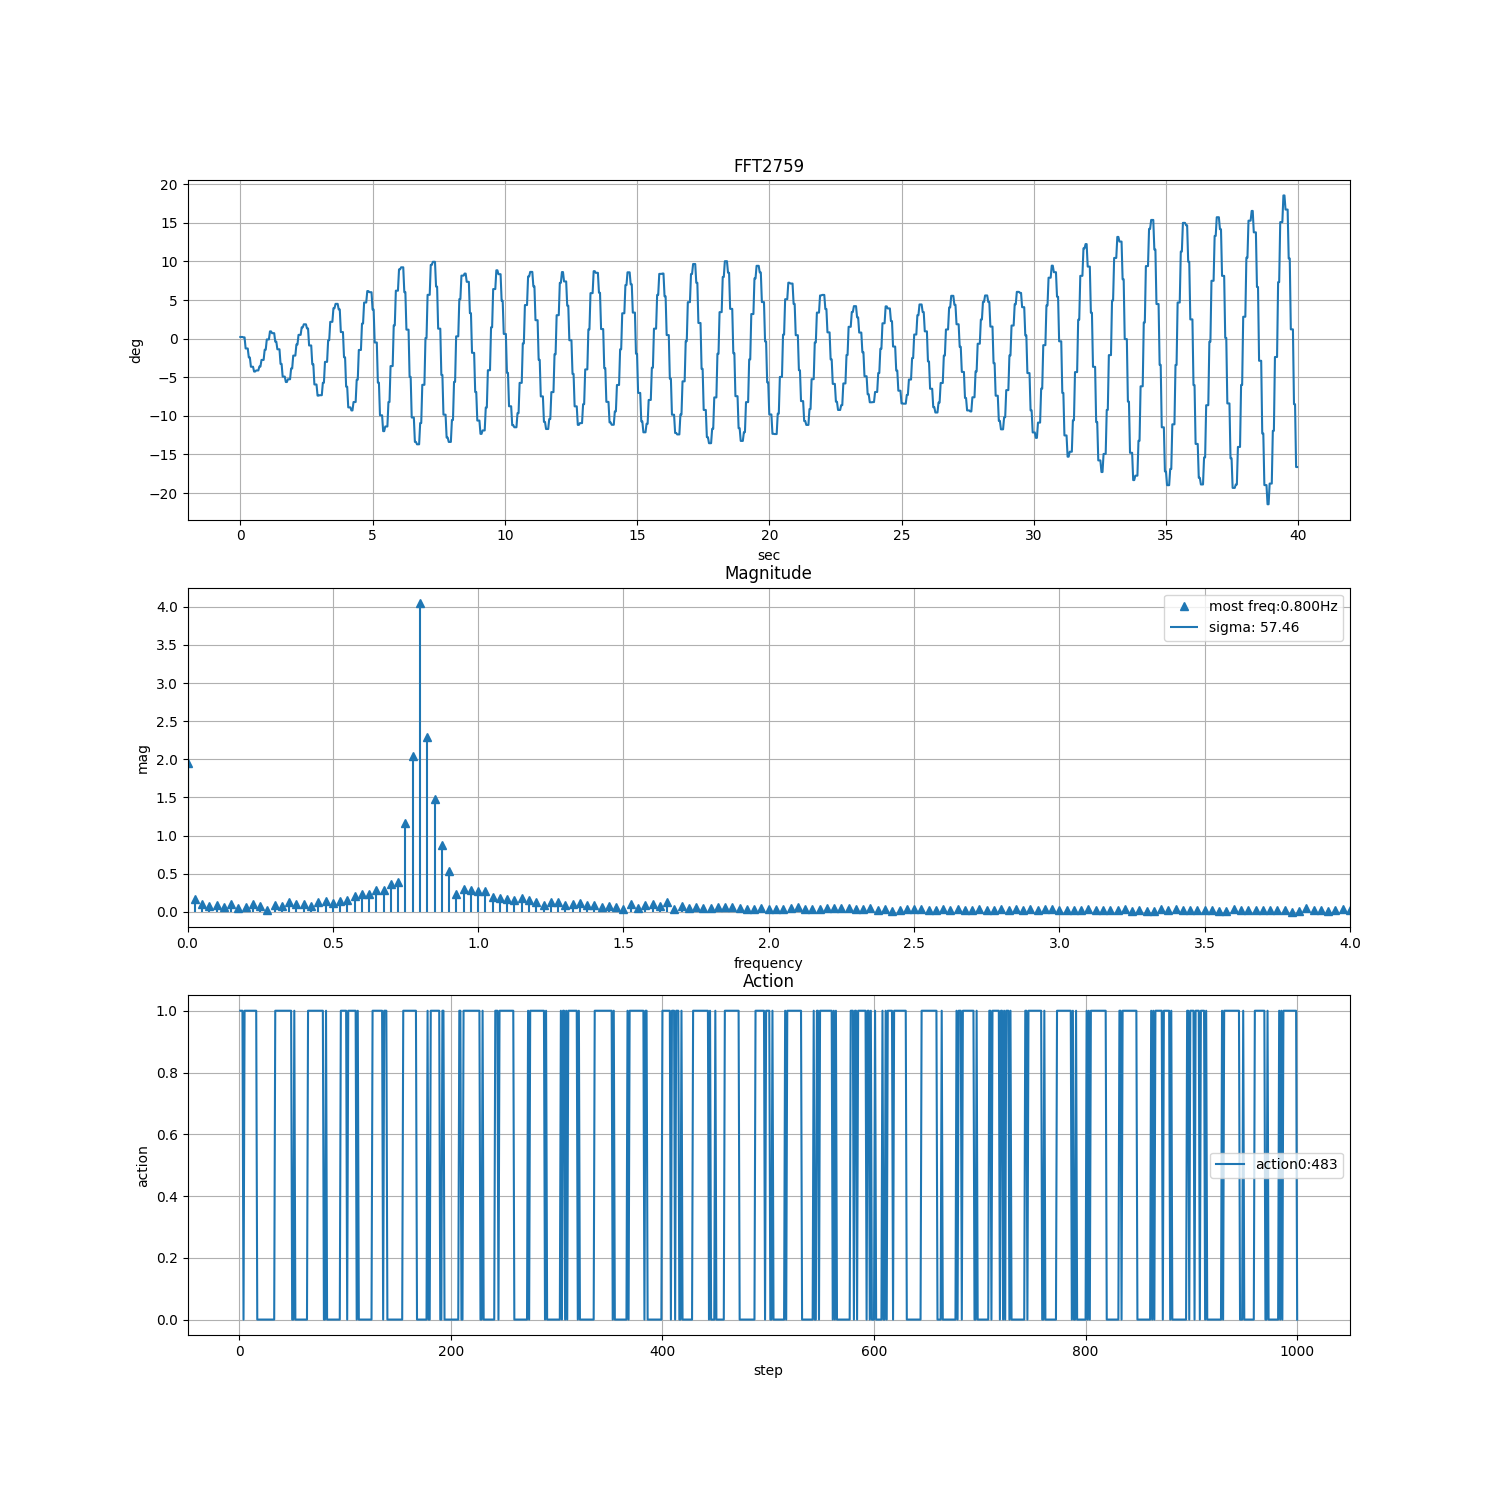 FFT2759
20
15
10
5
0
−5
−10
−15
−20
deg
0 5 10 15 20 25 30 35 40
sec
Magnitude
most freq:0.800Hz
sigma: 57.46
4.0
3.5
3.0
2.5
2.0
1.5
1.0
0.5
0.0
mag
0.0 0.5 1.0 1.5 2.0 2.5 3.0 3.5 4.0
frequency
Action
1.0
0.8
0.6
0.4
0.2
0.0
action
action0:483
0 200 400 600 800 1000
step